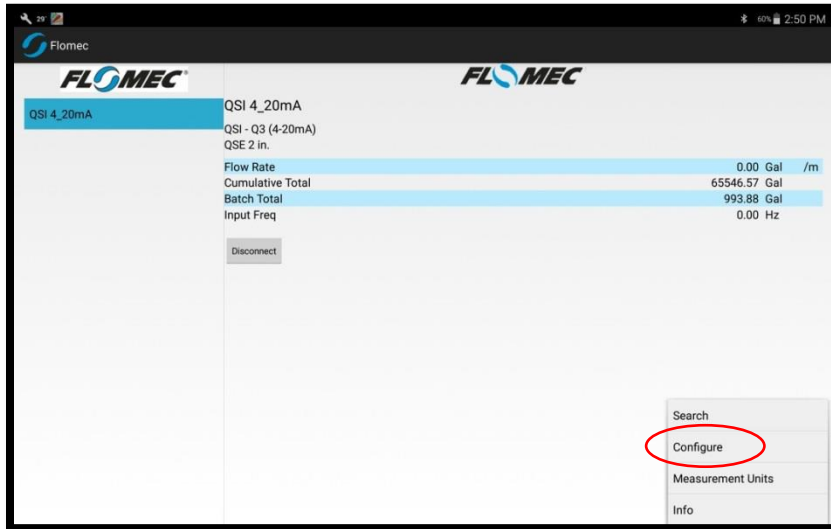 29° 60% 2:50 PM
Flomec
FLOMEC
FLOMEC
QSI 4_20mA
QSI 4_20mA
QSI - Q3 (4-20mA)
QSE 2 in.
Flow Rate 0.00 Gal /m
Cumulative Total 65546.57 Gal
Batch Total 993.88 Gal
Input Freq 0.00 Hz
Disconnect
Search
Configure
Measurement Units
Info